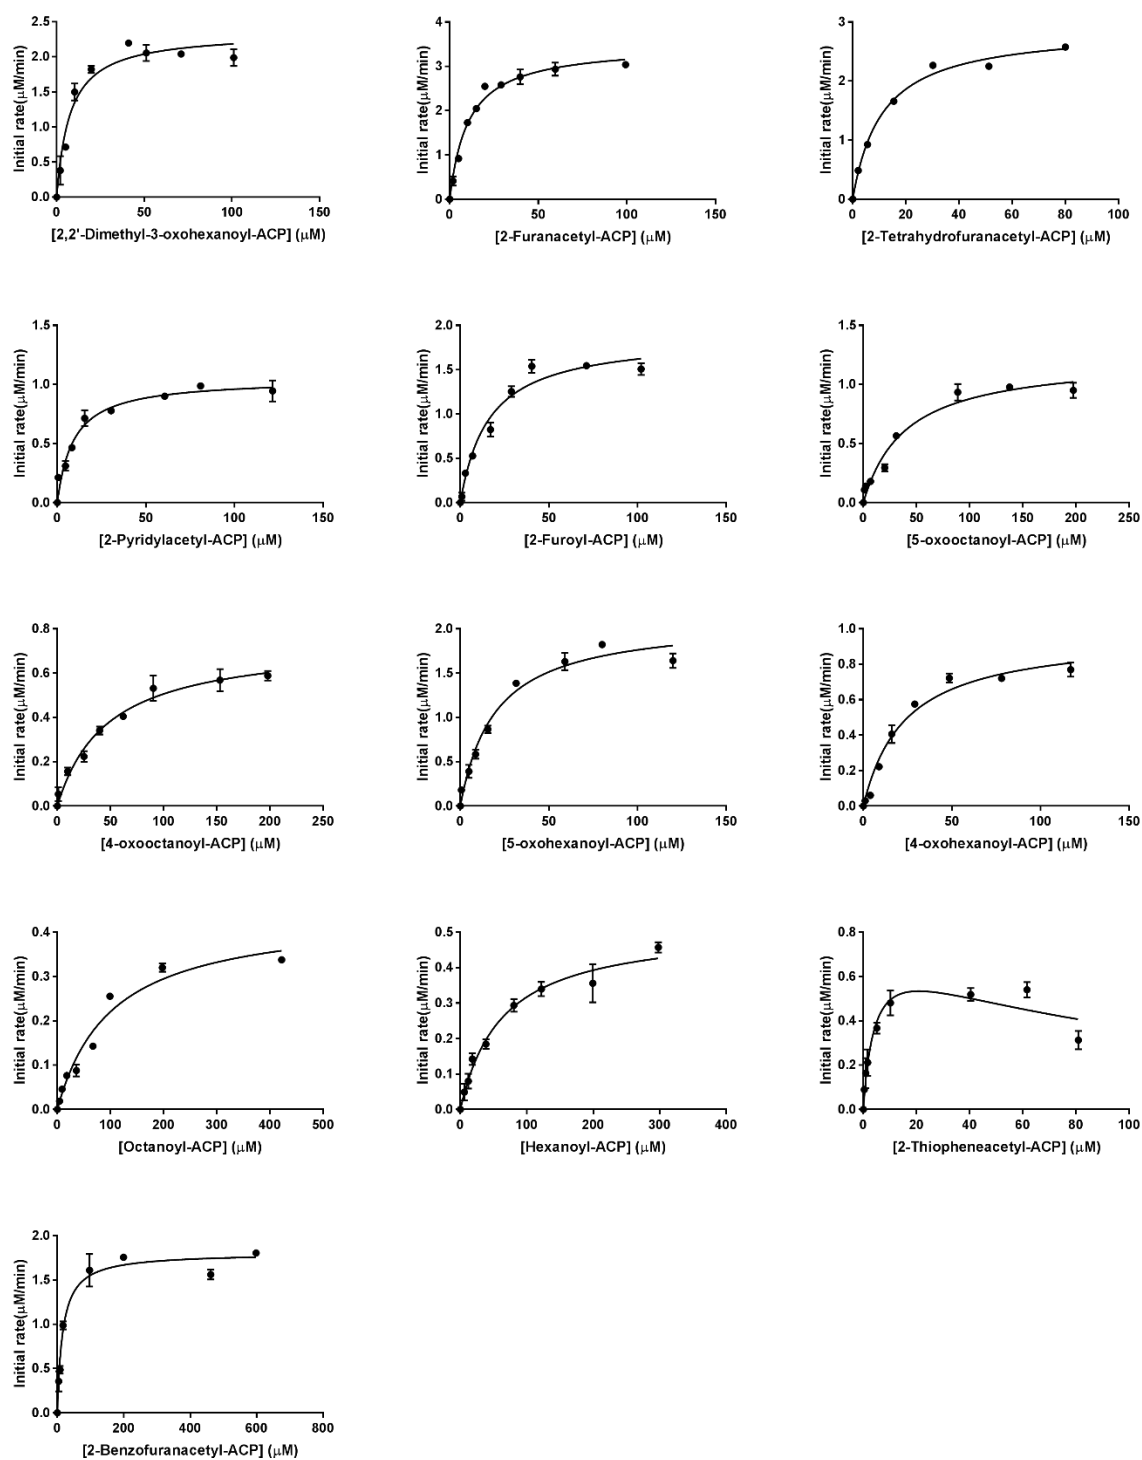 Initial rate(μM/min)
2.5
2.0
1.5
1.0
0.5
0.0
0 50 100 150
[2,2'-Dimethyl-3-oxohexanoyl-ACP] (μM)
Initial rate(μM/min)
4
3
2
1
0
0 50 100 150
[2-Furanacetyl-ACP] (μM)
Initial rate(μM/min)
3
2
1
0
0 20 40 60 80 100
[2-Tetrahydrofuranacetyl-ACP] (μM)
Initial rate(μM/min)
1.5
1.0
0.5
0.0
0 50 100 150
[2-Pyridylacetyl-ACP] (μM)
Initial rate(μM/min)
2.0
1.5
1.0
0.5
0.0
0 50 100 150
[2-Furoyl-ACP] (μM)
Initial rate(μM/min)
1.5
1.0
0.5
0.0
0 50 100 150 200 250
[5-oxooctanoyl-ACP] (μM)
Initial rate(μM/min)
0.8
0.6
0.4
0.2
0.0
0 50 100 150 200 250
[4-oxooctanoyl-ACP] (μM)
Initial rate(μM/min)
2.0
1.5
1.0
0.5
0.0
0 50 100 150
[5-oxohexanoyl-ACP] (μM)
Initial rate(μM/min)
1.0
0.8
0.6
0.4
0.2
0.0
0 50 100 150
[4-oxohexanoyl-ACP] (μM)
Initial rate(μM/min)
0.4
0.3
0.2
0.1
0.0
0 100 200 300 400 500
[Octanoyl-ACP] (μM)
Initial rate(μM/min)
0.5
0.4
0.3
0.2
0.1
0.0
0 100 200 300 400
[Hexanoyl-ACP] (μM)
Initial rate(μM/min)
0.8
0.6
0.4
0.2
0.0
0 20 40 60 80 100
[2-Thiopheneacetyl-ACP] (μM)
Initial rate(μM/min)
2.0
1.5
1.0
0.5
0.0
0 200 400 600 800
[2-Benzofuranacetyl-ACP] (μM)